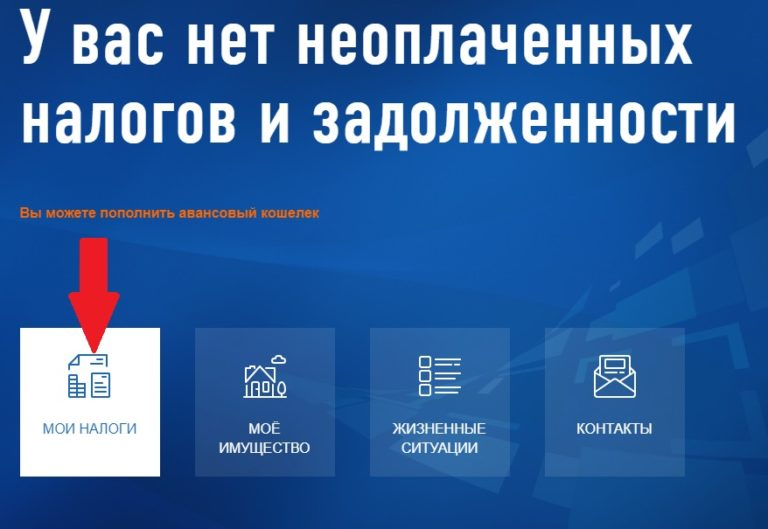 У вас нет неоплаченных
налогов и задолженности
Вы можете пополнить авансовый кошелек
МОИ НАЛОГИ
МОЁ
ИМУЩЕСТВО
ЖИЗНЕННЫЕ
СИТУАЦИИ
КОНТАКТЫ